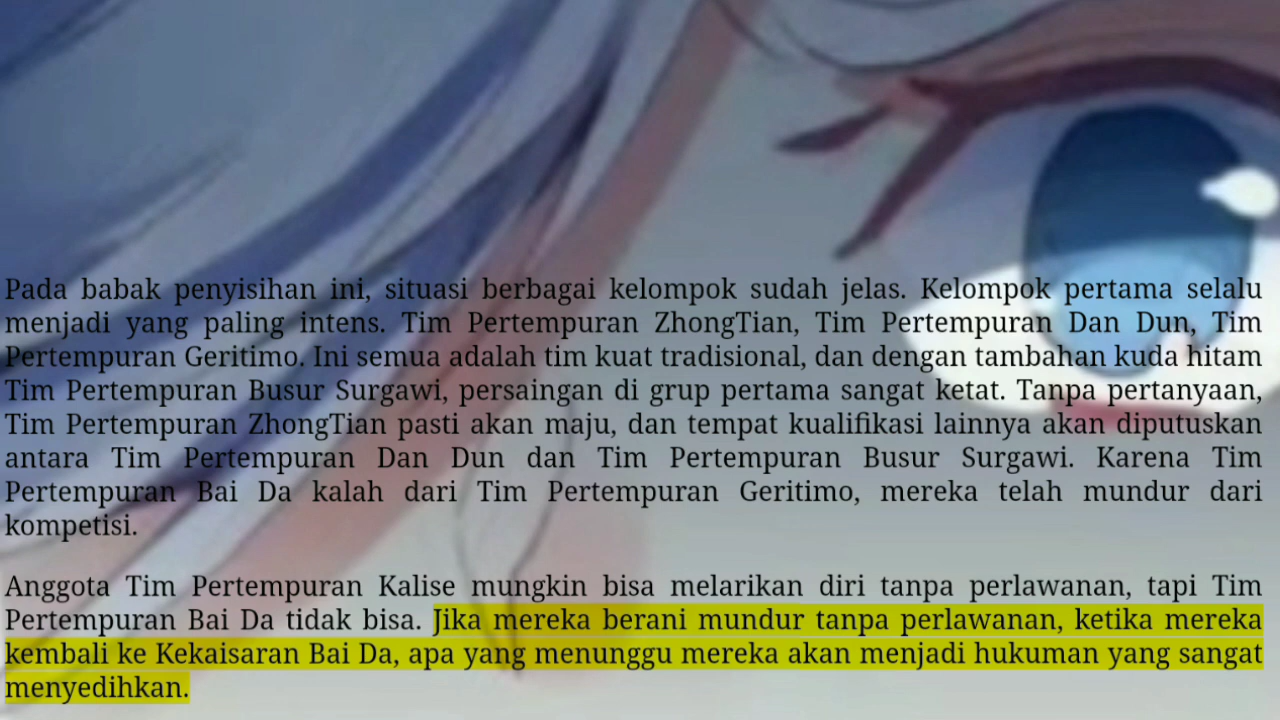 Pada babak penyisihan ini, situasi berbagai kelompok sudah jelas. Kelompok pertama selalu
menjadi yang paling intens. Tim Pertempuran ZhongTian, Tim Pertempuran Dan Dun, Tim
Pertempuran Geritimo. Ini semua adalah tim kuat tradisional, dan dengan tambahan kuda hitam
Tim Pertempuran Busur Surgawi, persaingan di grup pertama sangat ketat. Tanpa pertanyaan,
Tim Pertempuran ZhongTian pasti akan maju, dan tempat kualifikasi lainnya akan diputuskan
antara Tim Pertempuran Dan Dun dan Tim Pertempuran Busur Surgawi. Karena Tim
Pertempuran Bai Da kalah dari Tim Pertempuran Geritimo, mereka telah mundur dari
kompetisi.
Anggota Tim Pertempuran Kalise mungkin bisa melarikan diri tanpa perlawanan, tapi Tim
Pertempuran Bai Da tidak bisa. Jika mereka berani mundur tanpa perlawanan, ketika mereka
kembali ke Kekaisaran Bai Da, apa yang menunggu mereka akan menjadi hukuman yang sangat
menyedihkan.